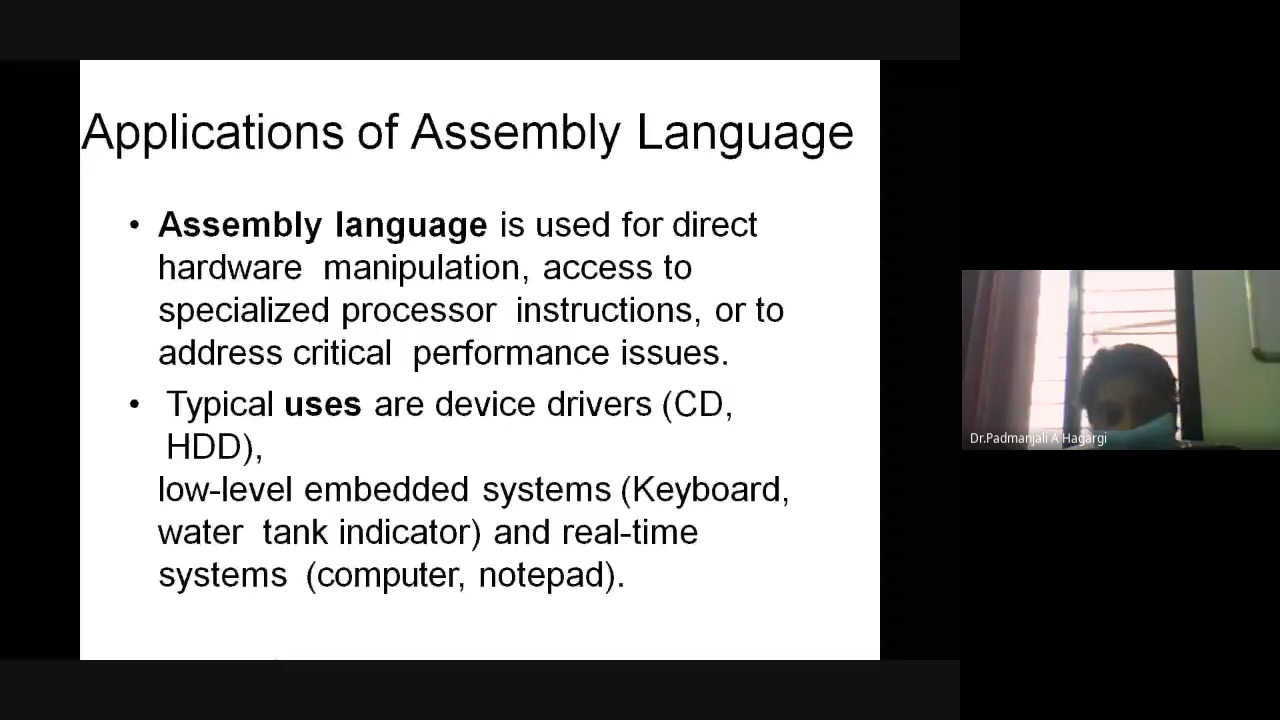 Applications of Assembly Language
• Assembly language is used for direct
hardware manipulation, access to
specialized processor instructions, or to
address critical performance issues.
• Typical uses are device drivers (CD,
HDD),
low-level embedded systems (Keyboard,
water tank indicator) and real-time
systems (computer, notepad).
Dr.Padmanjali A Hagargi